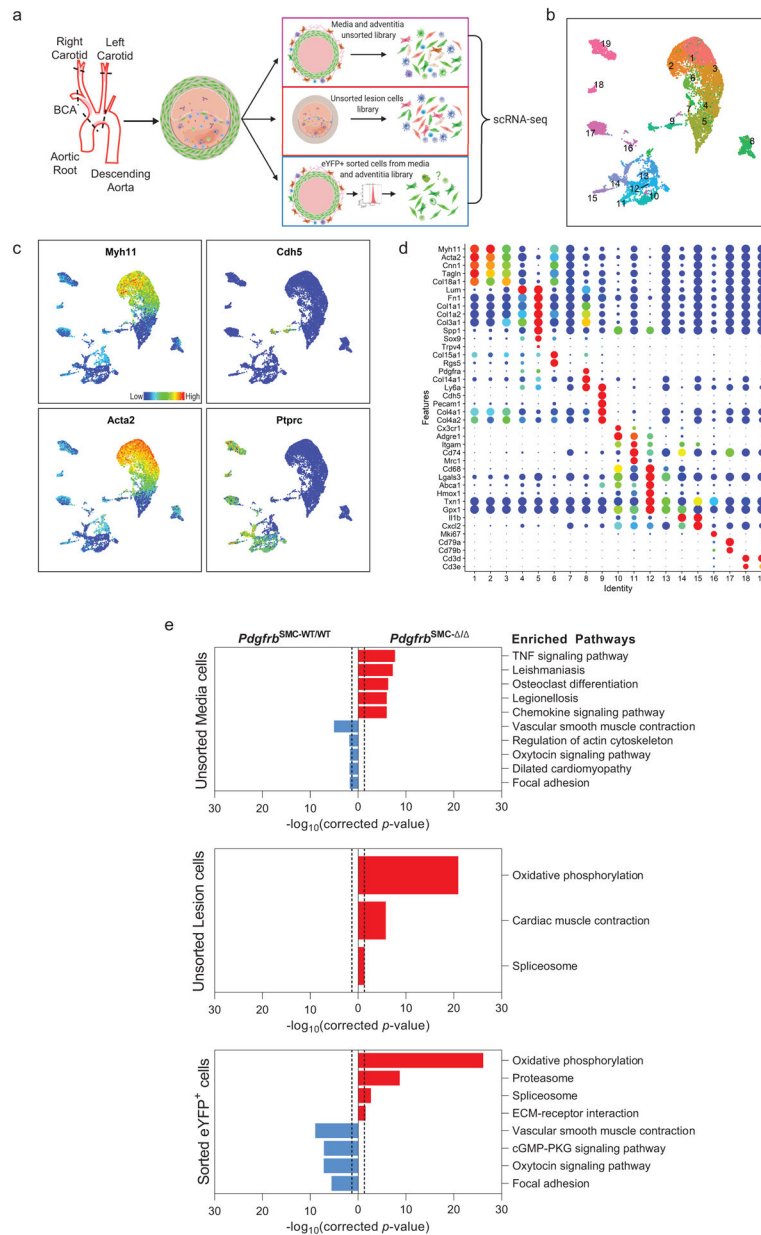 a
Right
Carotid
Left
Carotid
BCA
Aortic
Root
Descending
Aorta
Media and adventitia
unsorted library
Unsorted lesion cells
library
eYFP+ sorted cells from media
and adventitia library
?
scRNA-seq
b
19
18
17
16
15
14
13
12
11
10
9
8
7
6
5
4
3
2
1
c
Myh11
Cdh5
Low
High
Acta2
Ptprc
d
Features
Myh11
Acta2
Cnn1
Tagln
Col18a1
Lum
Fn1
Col1a1
Col1a2
Col3a1
Spp1
Sox9
Trpv4
Col15a1
Rgs5
Pdgfra
Col14a1
Ly6a
Cdh5
Pecam1
Col4a1
Col4a2
Cx3cr1
Adgre1
Itgam
Cd74
Mrc1
Cd68
Lgals3
Abca1
Hmox1
Txn1
Gpx1
Il1b
Cxcl2
Mki67
Cd79a
Cd79b
Cd3d
Cd3e
1 2 3 4 5 6 7 8 9 10 11 12 13 14 15 16 17 18
Identity
e
Pdgfrb SMC-WT/WT
Pdgfrb SMC-Δ/Δ
Enriched Pathways
Unsorted Media cells
TNF signaling pathway
Leishmaniasis
Osteoclast differentiation
Legionellosis
Chemokine signaling pathway
Vascular smooth muscle contraction
Regulation of actin cytoskeleton
Oxytocin signaling pathway
Dilated cardiomyopathy
Focal adhesion
30 20 10 0 10 20 30
-log10(corrected p-value)
Unsorted Lesion cells
Oxidative phosphorylation
Cardiac muscle contraction
Spliceosome
30 20 10 0 10 20 30
-log10(corrected p-value)
Sorted eYFP+ cells
Oxidative phosphorylation
Proteasome
Spliceosome
ECM-receptor interaction
Vascular smooth muscle contraction
cGMP-PKG signaling pathway
Oxytocin signaling pathway
Focal adhesion
30 20 10 0 10 20 30
-log10(corrected p-value)